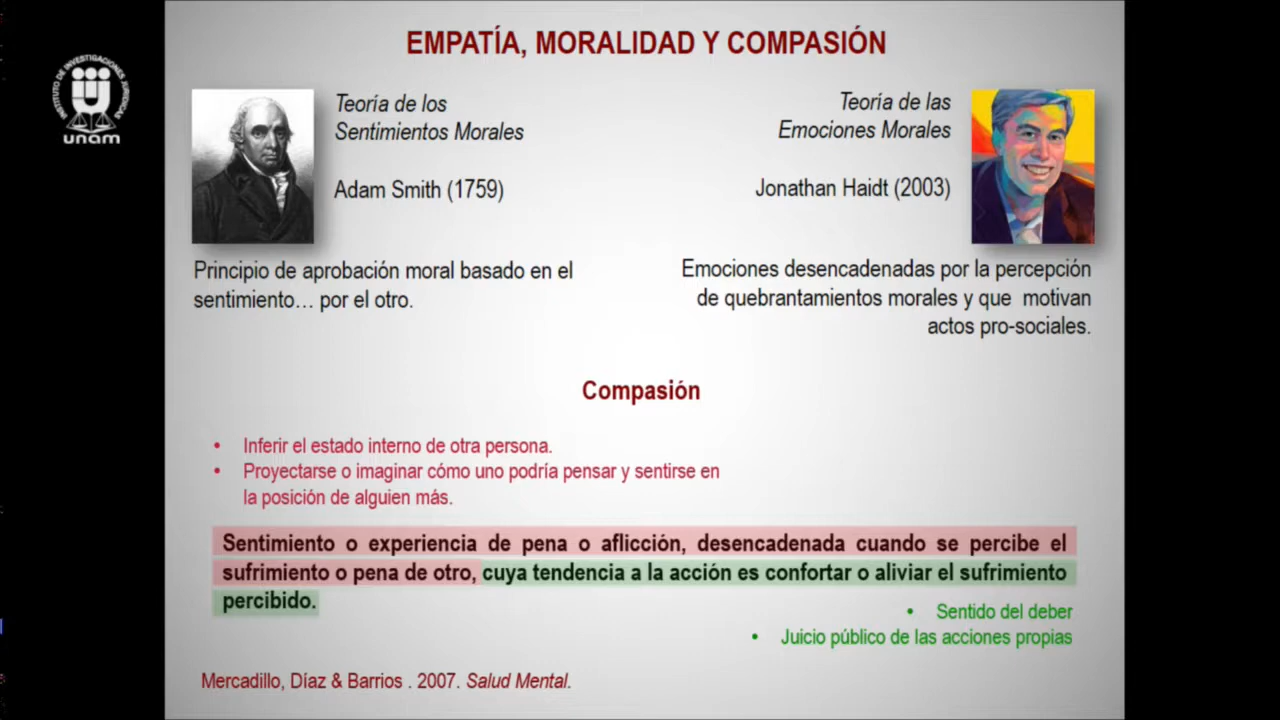 EMPATÍA, MORALIDAD Y COMPASIÓN
INSTITUTO DE INVESTIGACIONES JURIDICAS
unam
Teoría de los
Sentimientos Morales
Adam Smith (1759)
Teoría de las
Emociones Morales
Jonathan Haidt (2003)
Principio de aprobación moral basado en el
sentimiento… por el otro.
Emociones desencadenadas por la percepción
de quebrantamientos morales y que motivan
actos pro-sociales.
Compasión
• Inferir el estado interno de otra persona.
• Proyectarse o imaginar cómo uno podría pensar y sentirse en
la posición de alguien más.
Sentimiento o experiencia de pena o aflicción, desencadenada cuando se percibe el
sufrimiento o pena de otro, cuya tendencia a la acción es confortar o aliviar el sufrimiento
percibido.
• Sentido del deber
• Juicio público de las acciones propias
Mercadillo, Díaz & Barrios . 2007. Salud Mental.